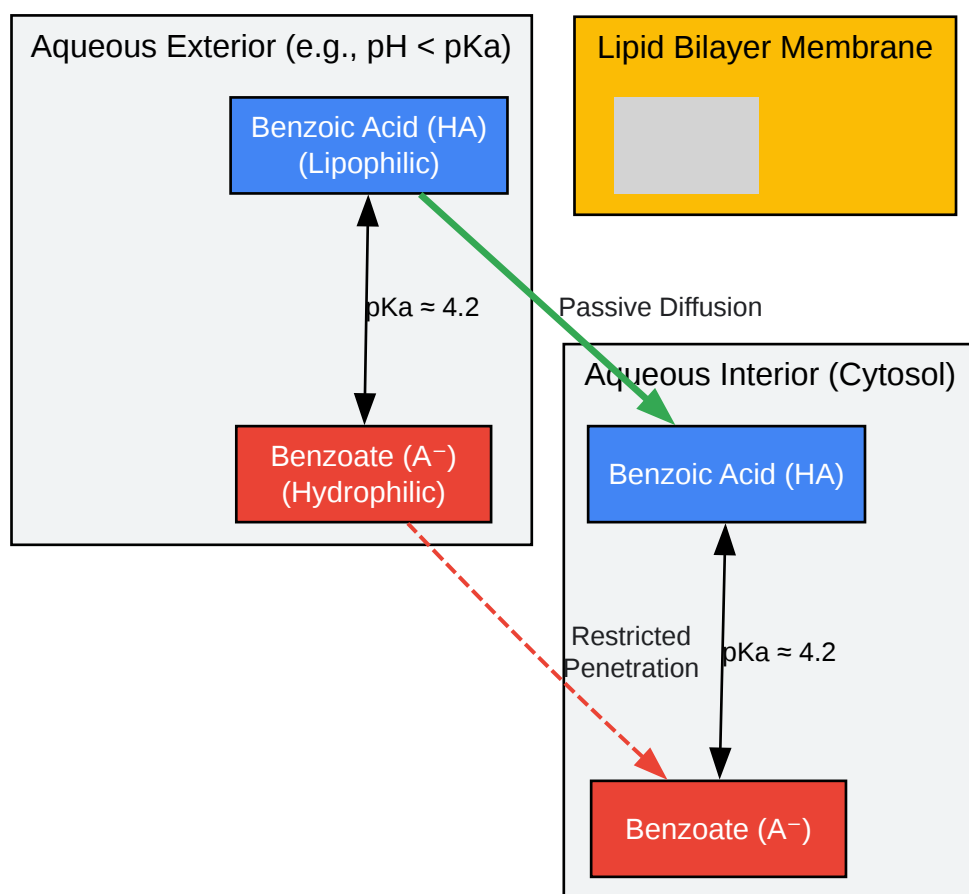 Aqueous Exterior (e.g., pH < pKa)
Benzoic Acid (HA)
(Lipophilic)
pKa ≈ 4.2
Benzoate (A⁻)
(Hydrophilic)
Lipid Bilayer Membrane
Passive Diffusion
Aqueous Interior (Cytosol)
Benzoic Acid (HA)
Restricted
Penetration
pKa ≈ 4.2
Benzoate (A⁻)